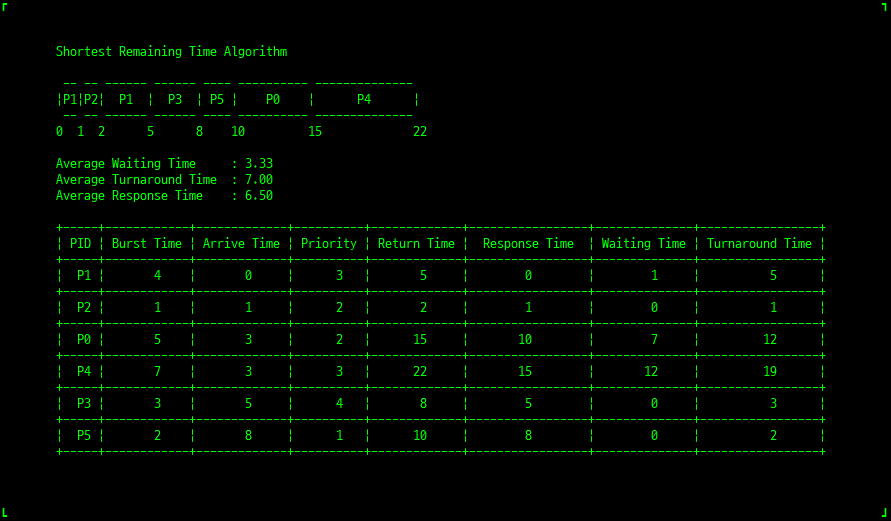 Shortest Remaining Time Algorithm
 -- -- ------ ------ ---- ---------- --------------
¦P1¦P2¦  P1  ¦  P3  ¦ P5 ¦    P0    ¦      P4      ¦
 -- -- ------ ------ ---- ---------- --------------
0  1  2      5      8    10         15             22
Average Waiting Time     : 3.33
Average Turnaround Time  : 7.00
Average Response Time    : 6.50
+-----+------------+-------------+----------+-------------+-----------------+--------------+-----------------+
¦ PID ¦ Burst Time ¦ Arrive Time ¦ Priority ¦ Return Time ¦  Response Time  ¦ Waiting Time ¦ Turnaround Time ¦
+-----+------------+-------------+----------+-------------+-----------------+--------------+-----------------+
¦  P1 ¦       4    ¦       0     ¦      3   ¦       5     ¦        0        ¦       1      ¦         5       ¦
+-----+------------+-------------+----------+-------------+-----------------+--------------+-----------------+
¦  P2 ¦       1    ¦       1     ¦      2   ¦       2     ¦        1        ¦       0      ¦         1       ¦
+-----+------------+-------------+----------+-------------+-----------------+--------------+-----------------+
¦  P0 ¦       5    ¦       3     ¦      2   ¦      15     ¦       10        ¦       7      ¦        12       ¦
+-----+------------+-------------+----------+-------------+-----------------+--------------+-----------------+
¦  P4 ¦       7    ¦       3     ¦      3   ¦      22     ¦       15        ¦      12      ¦        19       ¦
+-----+------------+-------------+----------+-------------+-----------------+--------------+-----------------+
¦  P3 ¦       3    ¦       5     ¦      4   ¦       8     ¦        5        ¦       0      ¦         3       ¦
+-----+------------+-------------+----------+-------------+-----------------+--------------+-----------------+
¦  P5 ¦       2    ¦       8     ¦      1   ¦      10     ¦        8        ¦       0      ¦         2       ¦
+-----+------------+-------------+----------+-------------+-----------------+--------------+-----------------+